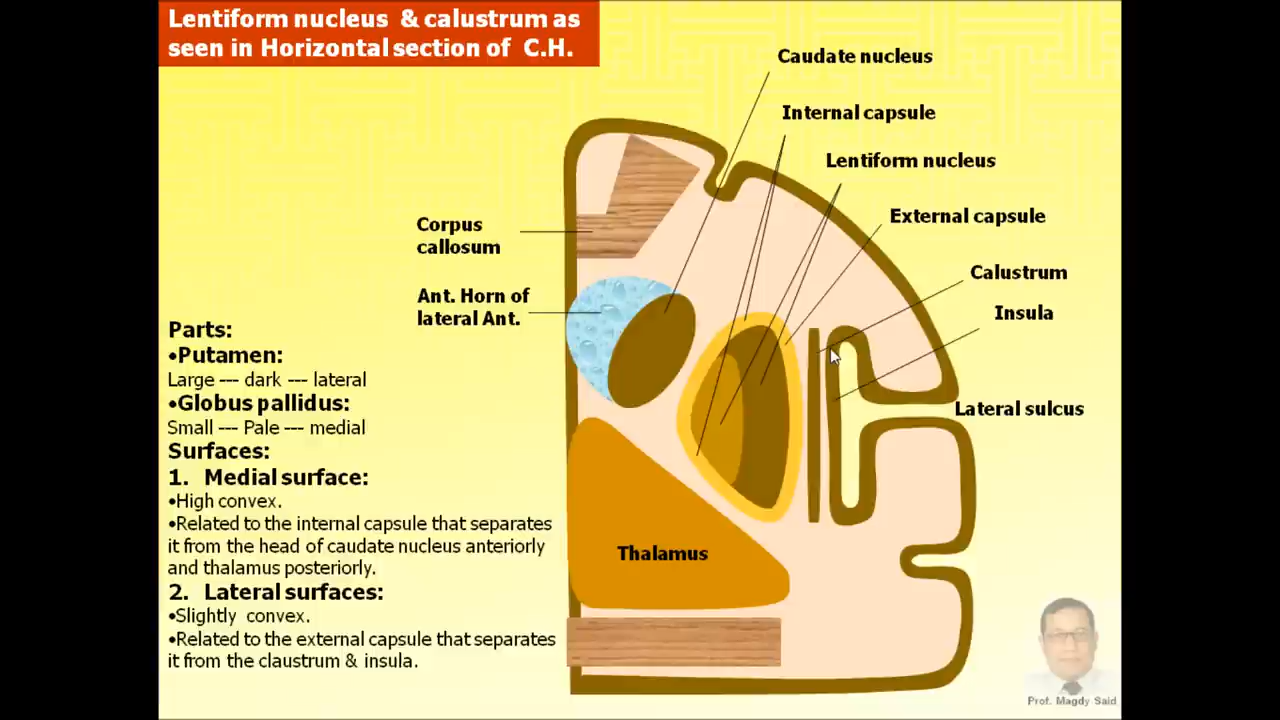 Lentiform nucleus & calustrum as
seen in Horizontal section of C.H.
Caudate nucleus
Internal capsule
Lentiform nucleus
External capsule
Calustrum
Insula
Lateral sulcus
Corpus
callosum
Ant. Horn of
lateral Ant.
Thalamus
Parts:
•Putamen:
Large --- dark --- lateral
•Globus pallidus:
Small --- Pale --- medial
Surfaces:
1. Medial surface:
•High convex.
•Related to the internal capsule that separates
it from the head of caudate nucleus anteriorly
and thalamus posteriorly.
2. Lateral surfaces:
•Slightly convex.
•Related to the external capsule that separates
it from the claustrum & insula.
Prof. Magdy Said